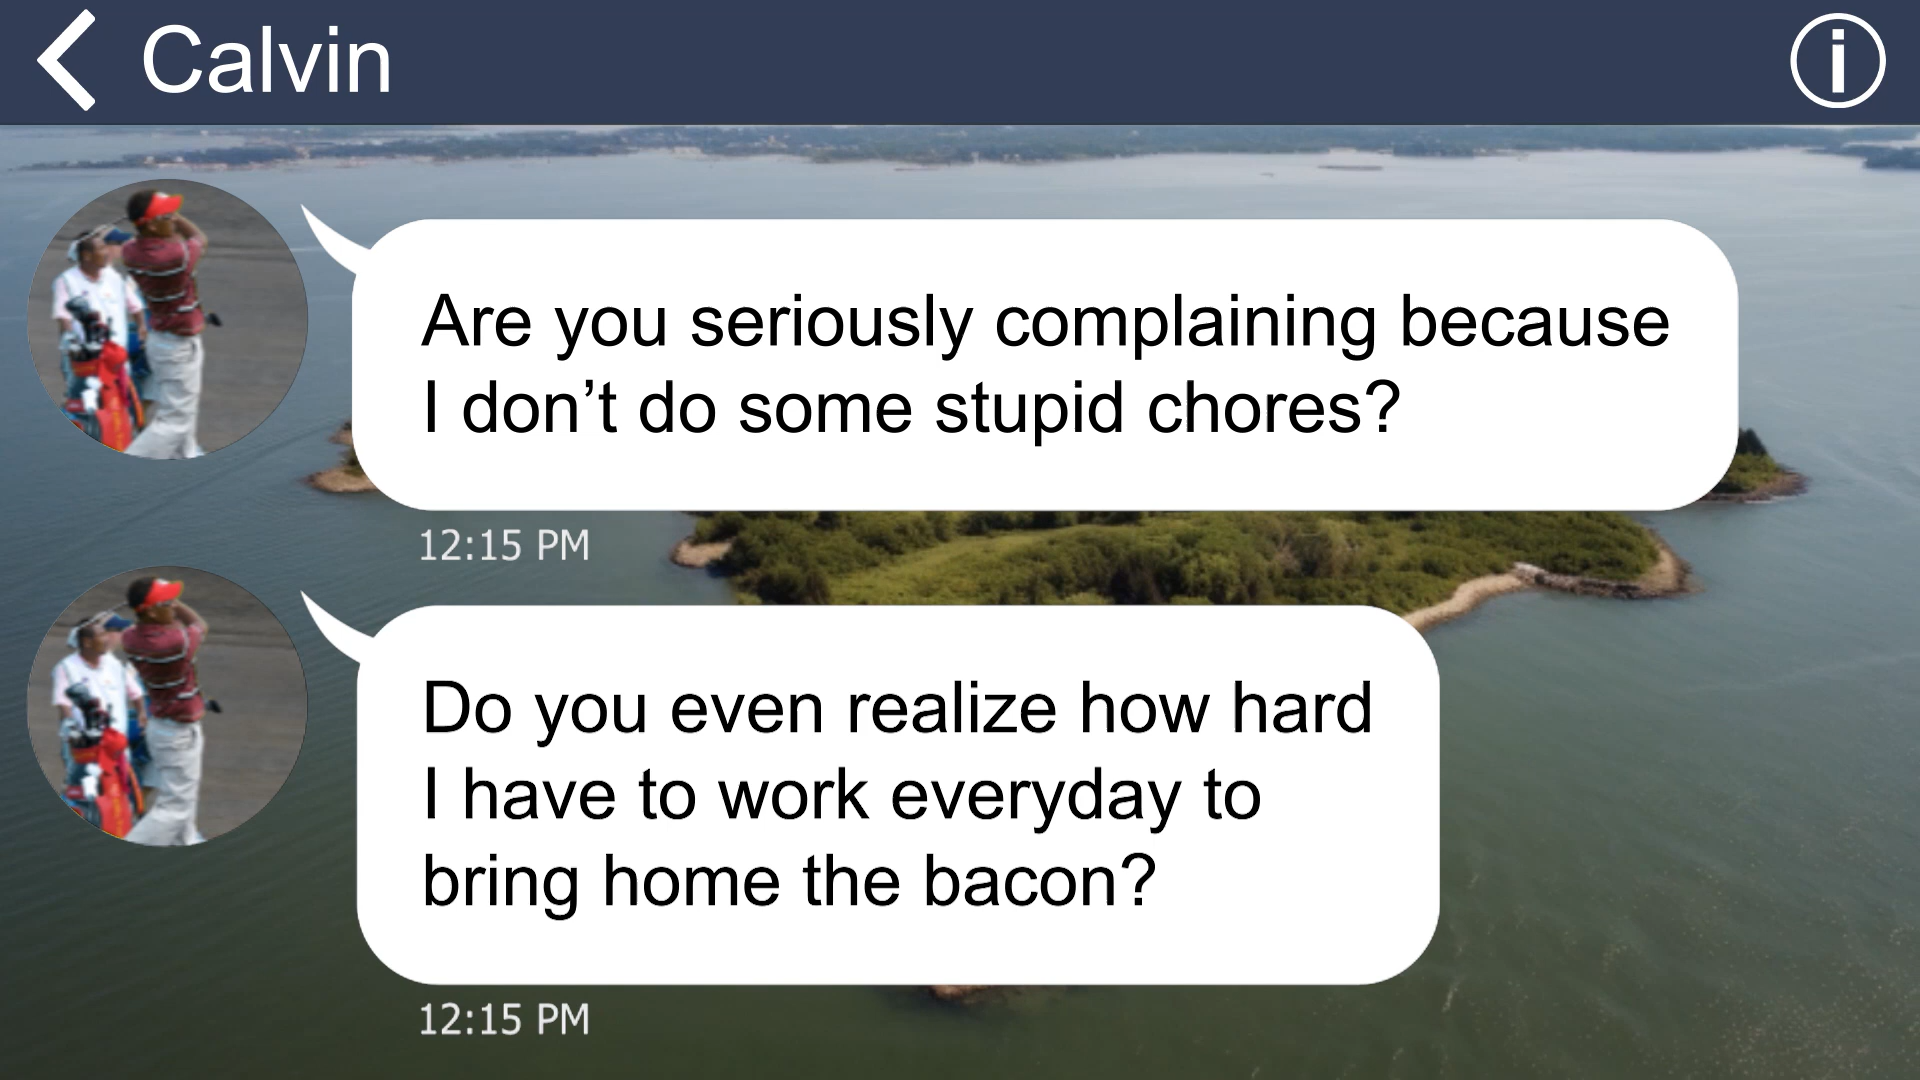 Calvin
Are you seriously complaining because
I don’t do some stupid chores?
12:15 PM
Do you even realize how hard
I have to work everyday to
bring home the bacon?
12:15 PM